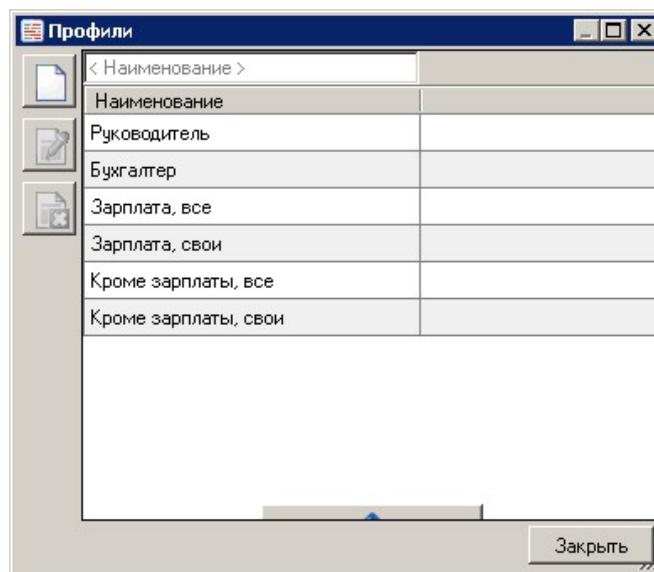 Профили
< Наименование >
Наименование
Руководитель
Бухгалтер
Зарплата, все
Зарплата, свои
Кроме зарплаты, все
Кроме зарплаты, свои
Закрыть